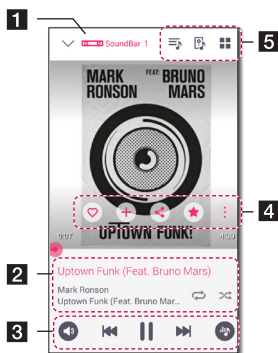 1
SoundBar 1
5
MARK RONSON
FEAT. BRUNO MARS
4
0:07
4:30
UPTOWN FUNK!
2
Uptown Funk (Feat. Bruno Mars)
Mark Ronson
Uptown Funk (Feat. Bruno Mar...
3